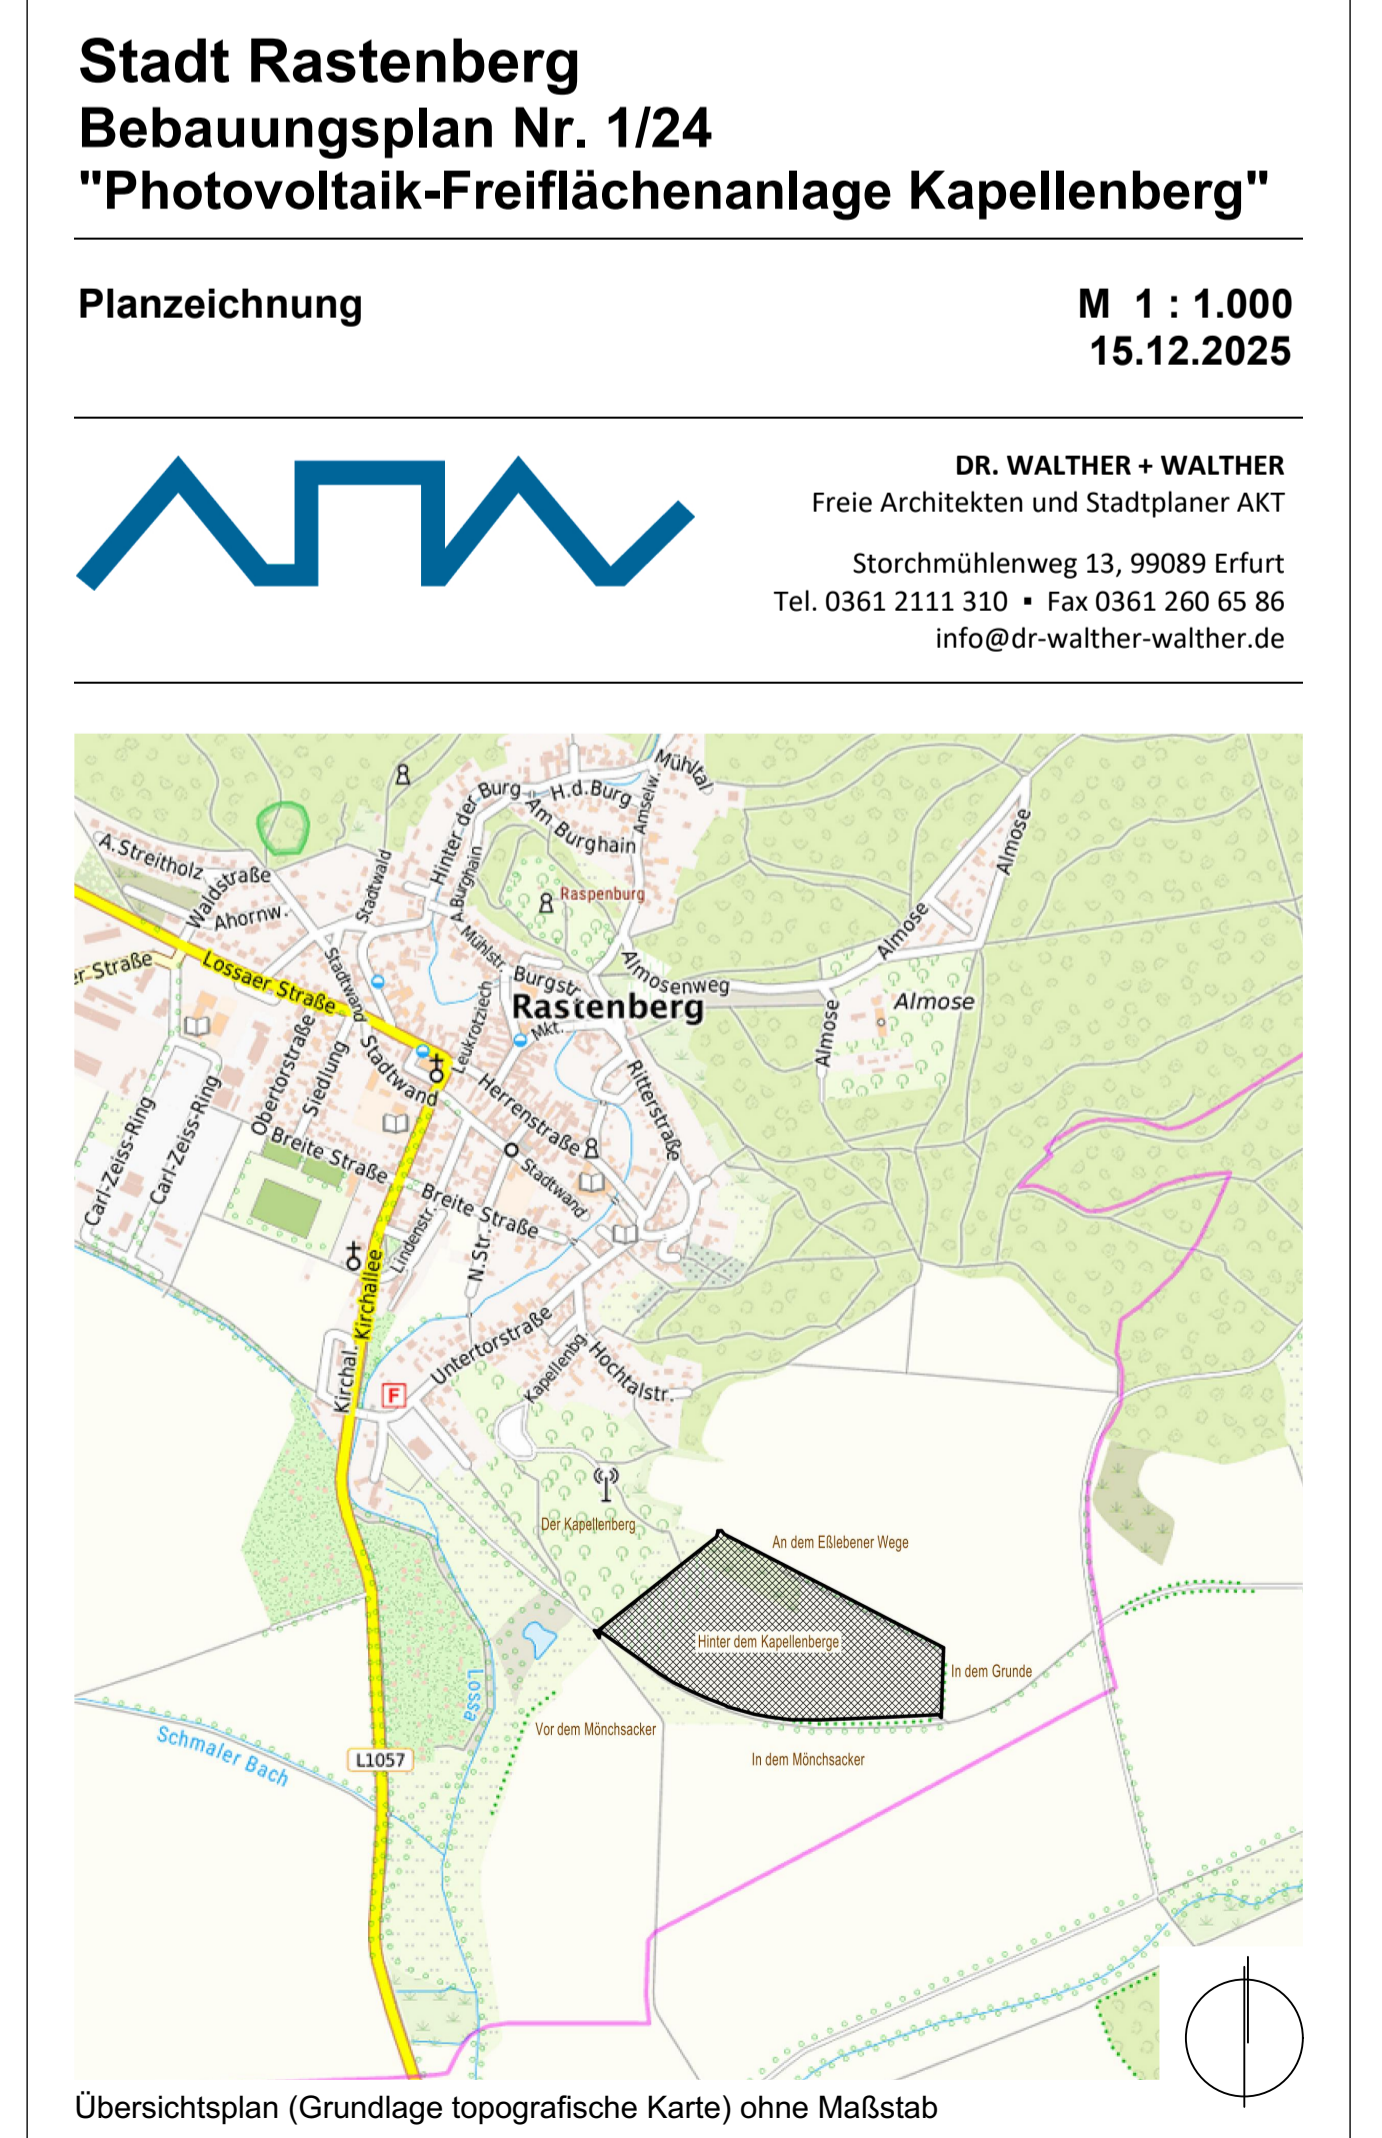 Stadt Rastenberg
Bebauungsplan Nr. 1/24
"Photovoltaik-Freiflächenanlage Kapellenberg"
Planzeichnung
M 1 : 1.000
15.12.2025
DR. WALTHER + WALTHER
Freie Architekten und Stadtplaner AKT
Storchmühlenweg 13, 99089 Erfurt
Tel. 0361 2111 310 ▪ Fax 0361 260 65 86
info@dr-walther-walther.de
Mühltal
Hinter der Burg
H.d.Burg
Amselw.
Am Burghain
A.Burghain
A.Streitholz
Waldstraße
Ahornw.
Stadtwald
Raspenburg
Almose
Almose
Mühlstr.
Burgstr.
Almosenweg
er-Straße
Lossaer Straße
Stadtwand
Leukrotziech
Rastenberg
Mkt.
Almose
Almose
Obertorstraße
Siedlung
Stadtwand
Herrenstraße
Ritterstraße
Carl-Zeiss-Ring
Carl-Zeiss-Ring
Breite Straße
Stadtwand
Breite Straße
Lindenstr.
N.Str.
Kirchallee
Kirchal.
Untertorstraße
Kapellenbg.
Hochtalstr.
F
Der Kapellenberg
An dem Eßlebener Wege
Hinter dem Kapellenberge
In dem Grunde
Lossa
Vor dem Mönchsacker
In dem Mönchsacker
Schmaler Bach
L1057
Übersichtsplan (Grundlage topografische Karte) ohne Maßstab